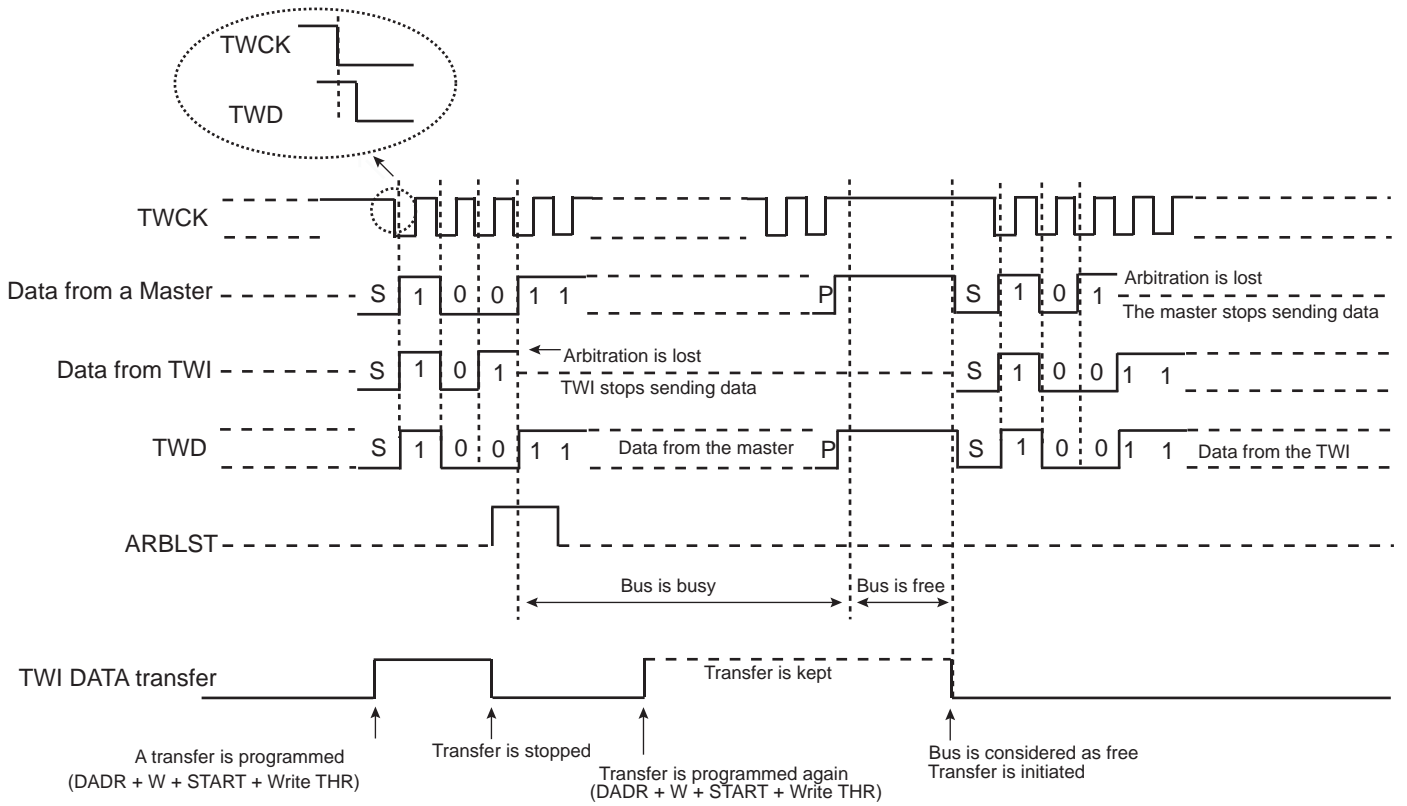 TWCK
TWD
TWCK
Data from a Master S 1 0 0 1 1 P S 1 0 1 Arbitration is lost
The master stops sending data
Data from TWI S 1 0 1 Arbitration is lost S 1 0 0 1 1
TWI stops sending data
TWD S 1 0 0 1 1 Data from the master P S 1 0 0 1 1 Data from the TWI
ARBLST
Bus is busy Bus is free
TWI DATA transfer Transfer is kept
A transfer is programmed
(DADR + W + START + Write THR)
Transfer is stopped
Transfer is programmed again
(DADR + W + START + Write THR)
Bus is considered as free
Transfer is initiated